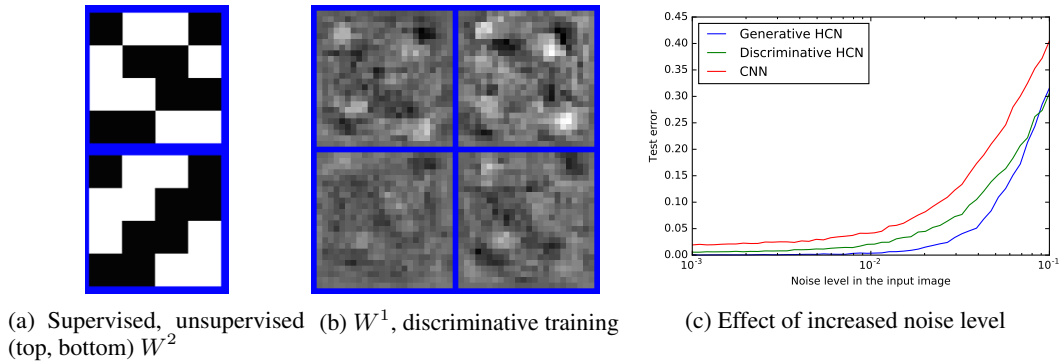 0.45
0.40
0.35
0.30
0.25
0.20
0.15
0.10
0.05
0.00
Test error
Generative HCN
Discriminative HCN
CNN
10⁻³
10⁻²
10⁻¹
Noise level in the input image
(a) Supervised, unsupervised
(top, bottom) W²
(b) W¹, discriminative training
(c) Effect of increased noise level